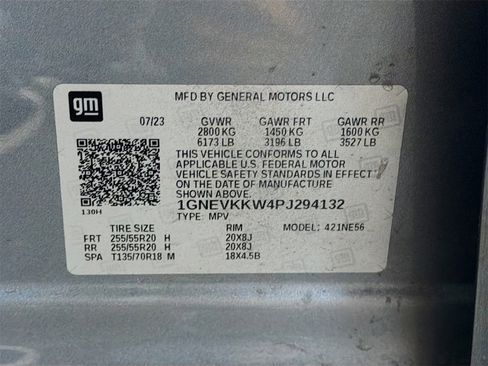 gm
MFD BY GENERAL MOTORS LLC
07/23 GVWR GAWR FRT GAWR RR
2800 KG 1450 KG 1600 KG
6173 LB 3196 LB 3527 LB
THIS VEHICLE CONFORMS TO ALL
APPLICABLE U.S. FEDERAL MOTOR
VEHICLE SAFETY STANDARDS IN EFFECT
ON THE DATE OF MANUFACTURE
SHOWN ABOVE.
1GNEVKKW4PJ294132
130H TYPE: MPV
TIRE SIZE RIM MODEL: 421NE56
FRT 255/55R20 H 20X8J
RR 255/55R20 H 20X8J
SPA T135/70R18 M 18X4.5B